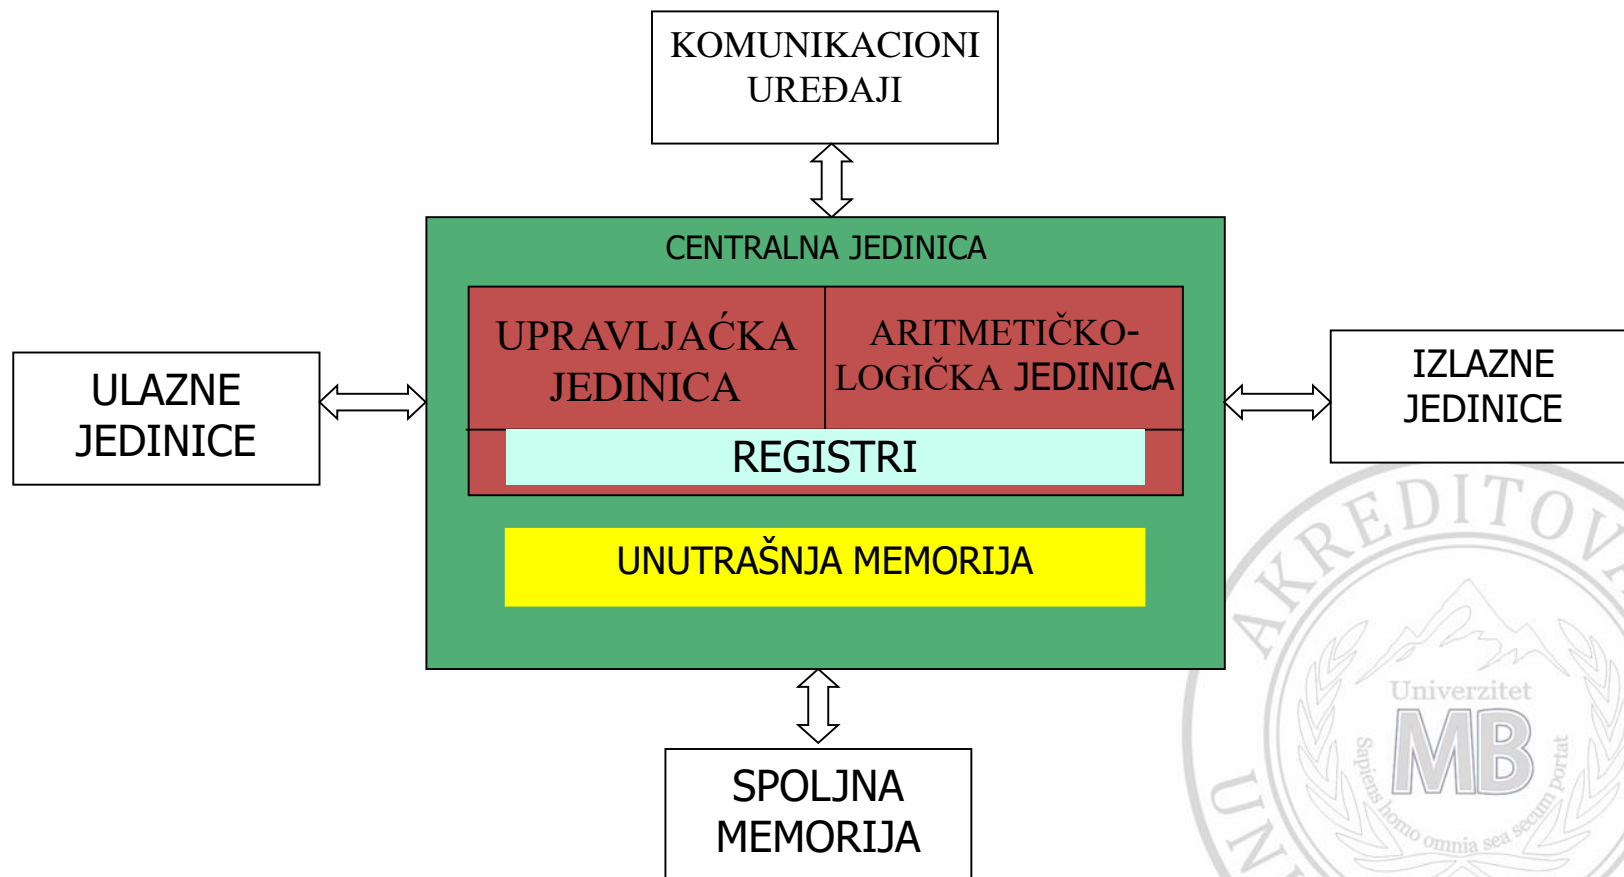 KOMUNIKACIONI
UREĐAJI
CENTRALNA JEDINICA
UPRAVLJAĆKA
JEDINICA
ARITMETIČKO-
LOGIČKA JEDINICA
ULAZNE
JEDINICE
IZLAZNE
JEDINICE
REGISTRI
UNUTRAŠNJA MEMORIJA
SPOLJNA
MEMORIJA
Univerzitet
MB
Sapiens homo omnia sea secum portat